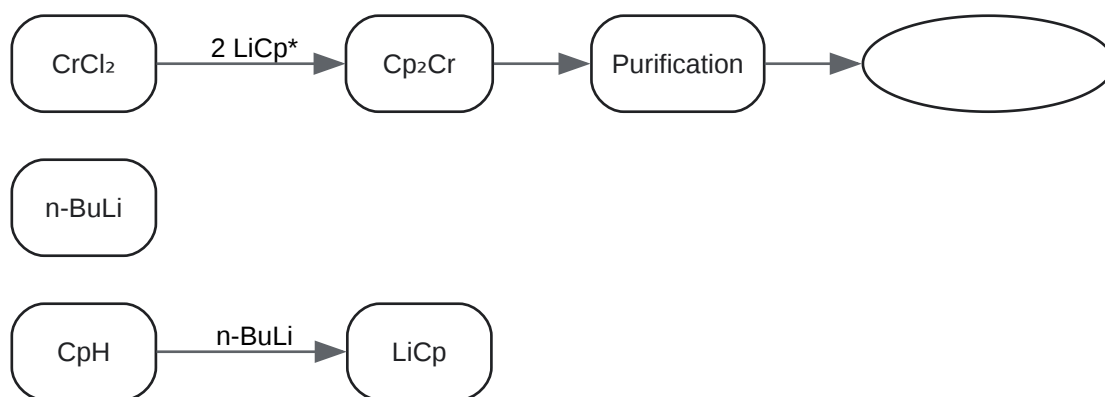 CrCl₂
2 LiCp*
Cp₂Cr
Purification
n-BuLi
CpH
n-BuLi
LiCp